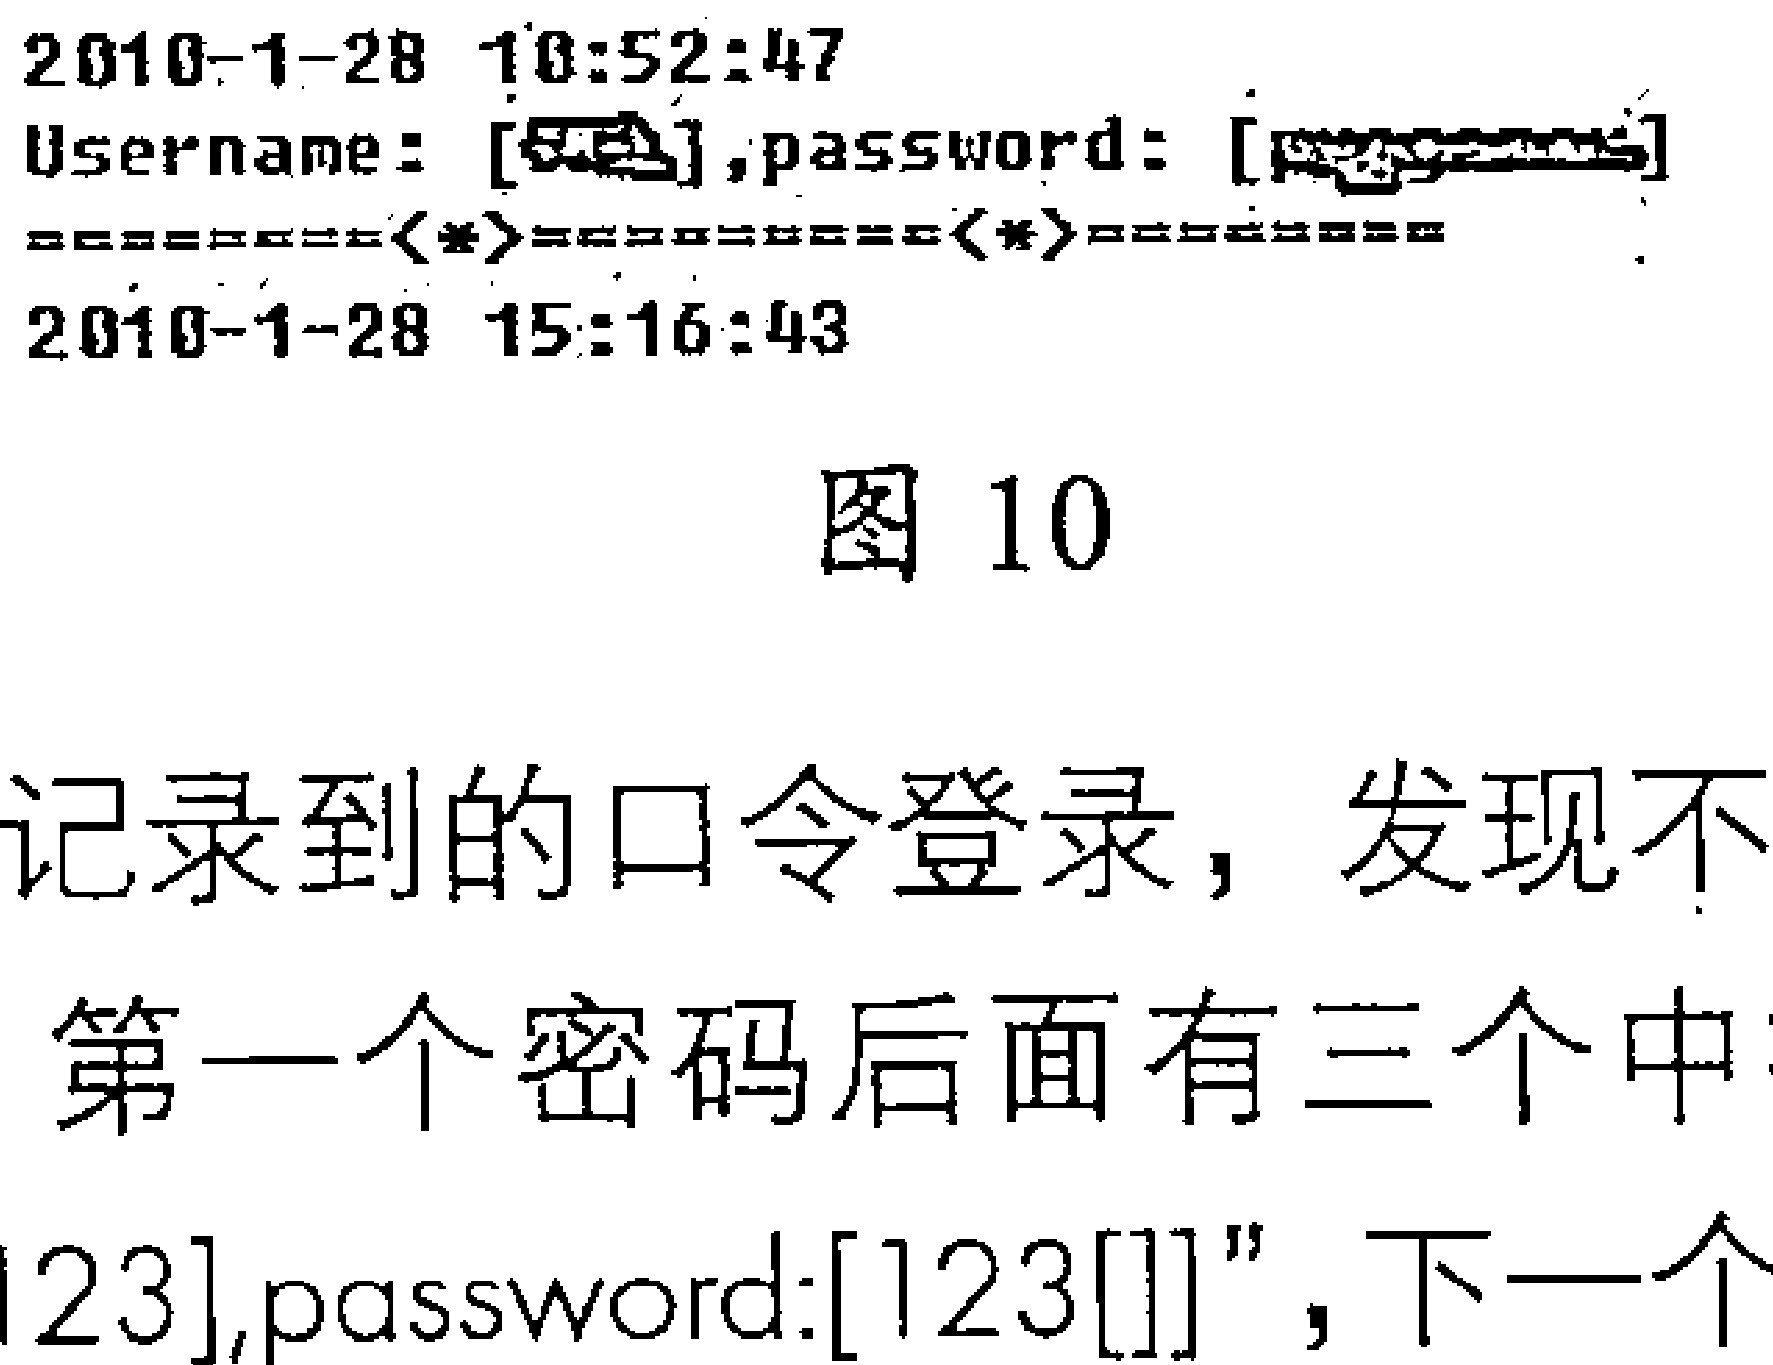 2010-1-28 10:52:47
Username: [],password: []
========<*>=========<*>========
2010-1-28 15:16:43
图 10
记录到的口令登录，发现不
第一个密码后面有三个中
123],password:[123[]]”，下一个